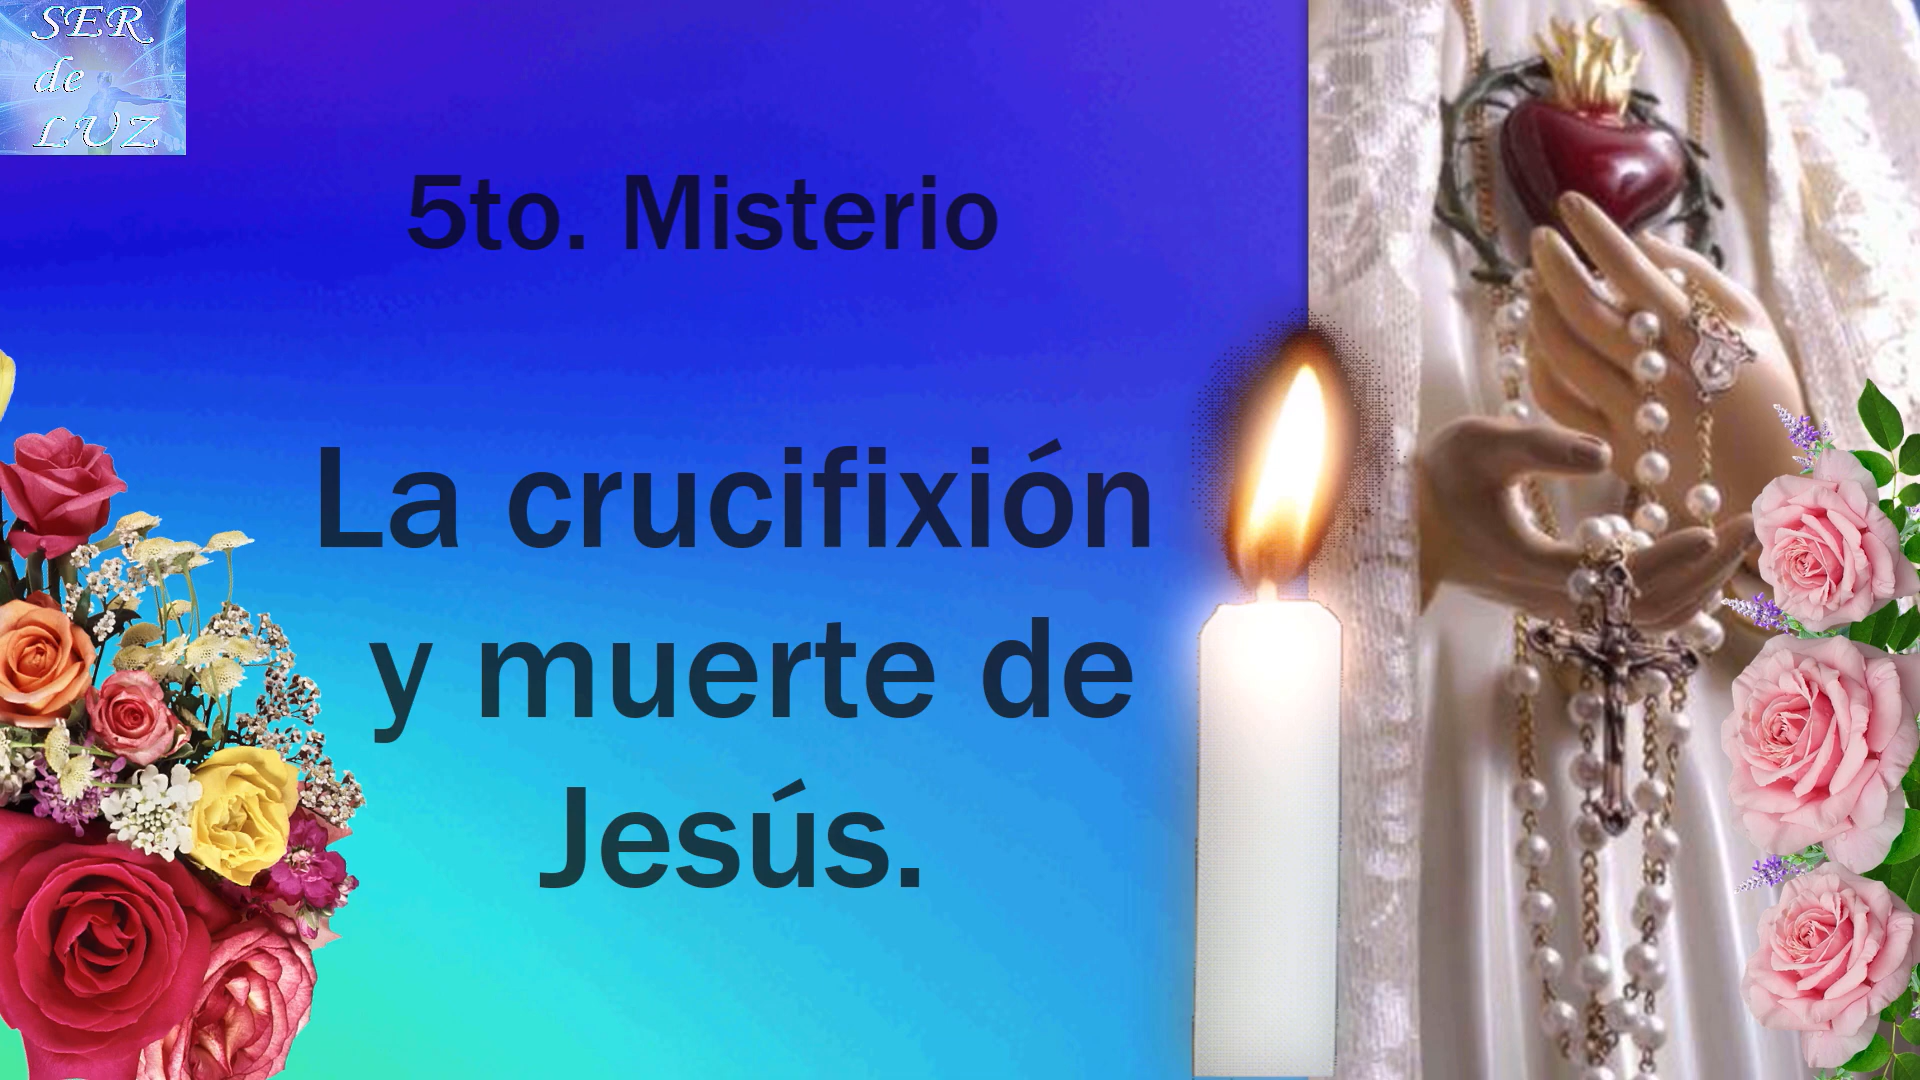 SER
de
LUZ
5to. Misterio
La crucifixión
y muerte de
Jesús.